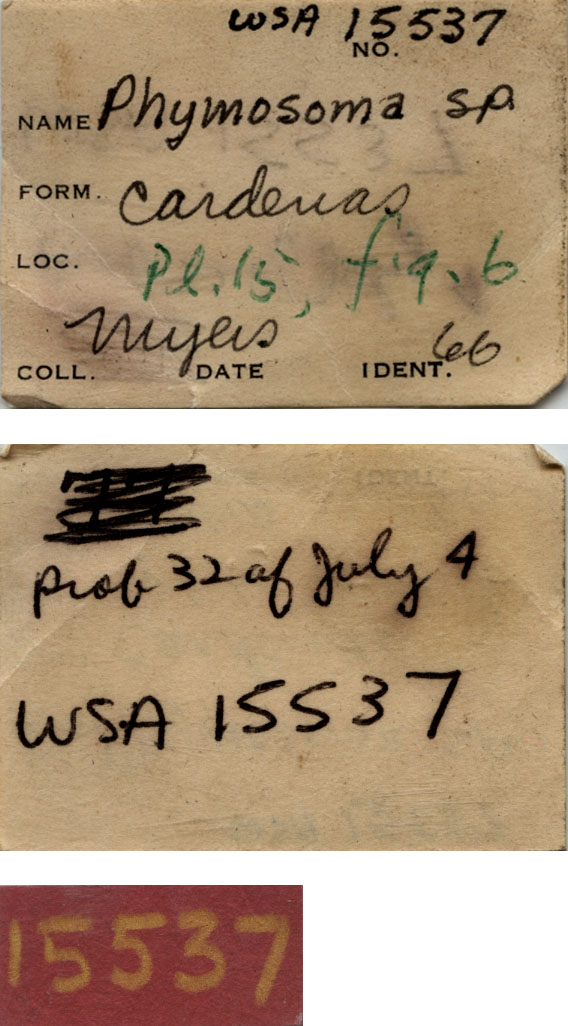 WSA 15537
NO.
NAME Phymosoma sp.
FORM. Cardenas
LOC. Pl. 15, fig. 6
Myers 66
COLL. DATE IDENT.
prob 32 of July 4
WSA 15537
15537